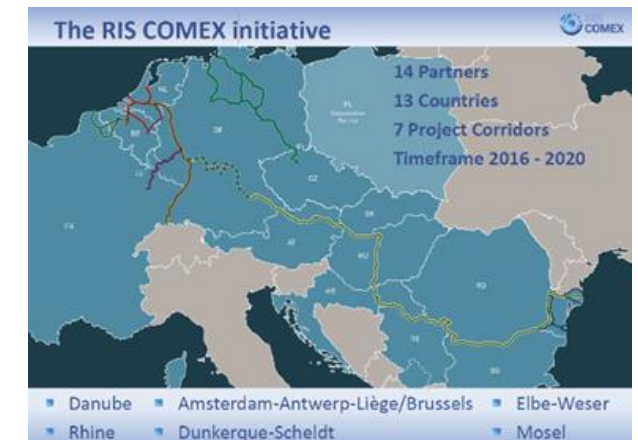 The RIS COMEX initiative
COMEX
14 Partners
13 Countries
7 Project Corridors
Timeframe 2016 - 2020
NL
PL
DE
BE
CZ
FR
SK
AT
HU
RO
BG
Danube
Amsterdam-Antwerp-Liège/Brussels
Elbe-Weser
Rhine
Dunkerque-Scheldt
Mosel